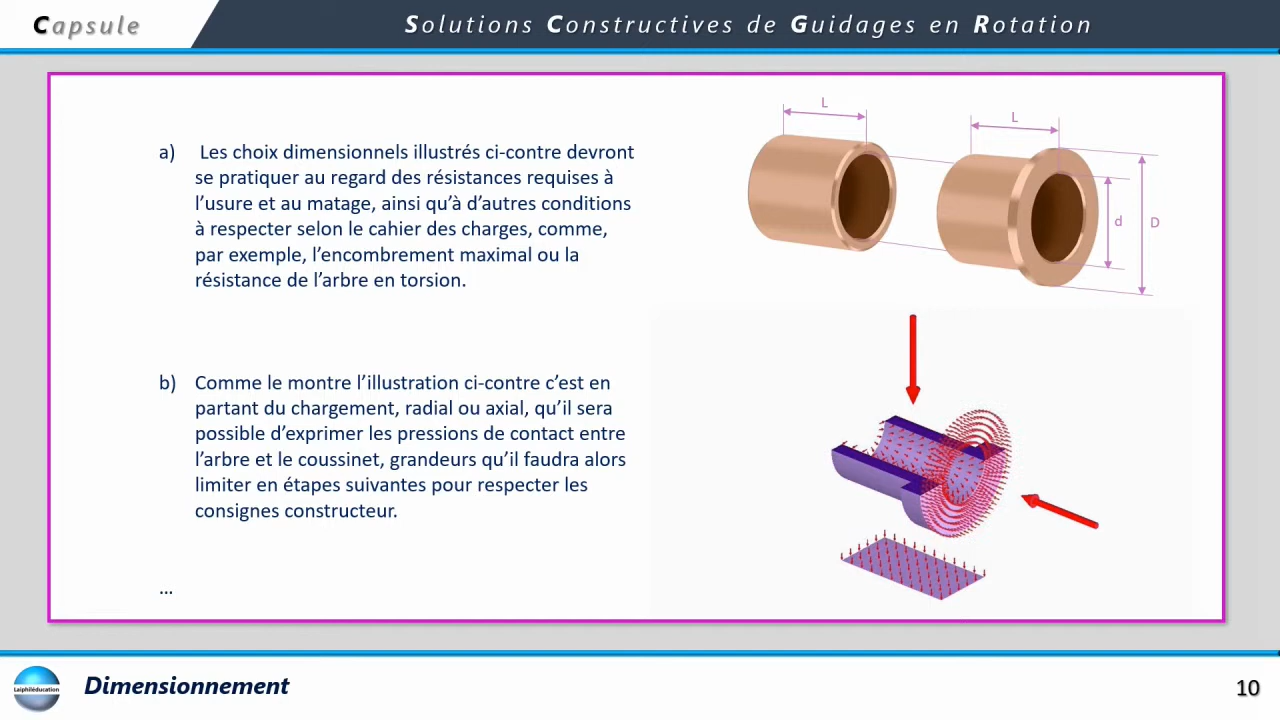 Capsule
Solutions Constructives de Guidages en Rotation
a) Les choix dimensionnels illustrés ci-contre devront
se pratiquer au regard des résistances requises à
l’usure et au matage, ainsi qu’à d’autres conditions
à respecter selon le cahier des charges, comme,
par exemple, l’encombrement maximal ou la
résistance de l’arbre en torsion.
L
L
d
D
b) Comme le montre l’illustration ci-contre c’est en
partant du chargement, radial ou axial, qu’il sera
possible d’exprimer les pressions de contact entre
l’arbre et le coussinet, grandeurs qu’il faudra alors
limiter en étapes suivantes pour respecter les
consignes constructeur.
...
Laiphiléducation
Dimensionnement
10